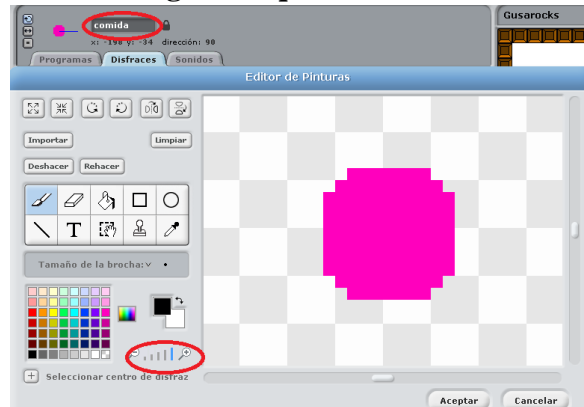 comida
Gusarocks
x: -198 y: -34 dirección: 90
Programas Disfraces Sonidos
Editor de Pinturas
Importar Limpiar
Deshacer Rehacer
T
Tamaño de la brocha:
Seleccionar centro de disfraz
Aceptar Cancelar